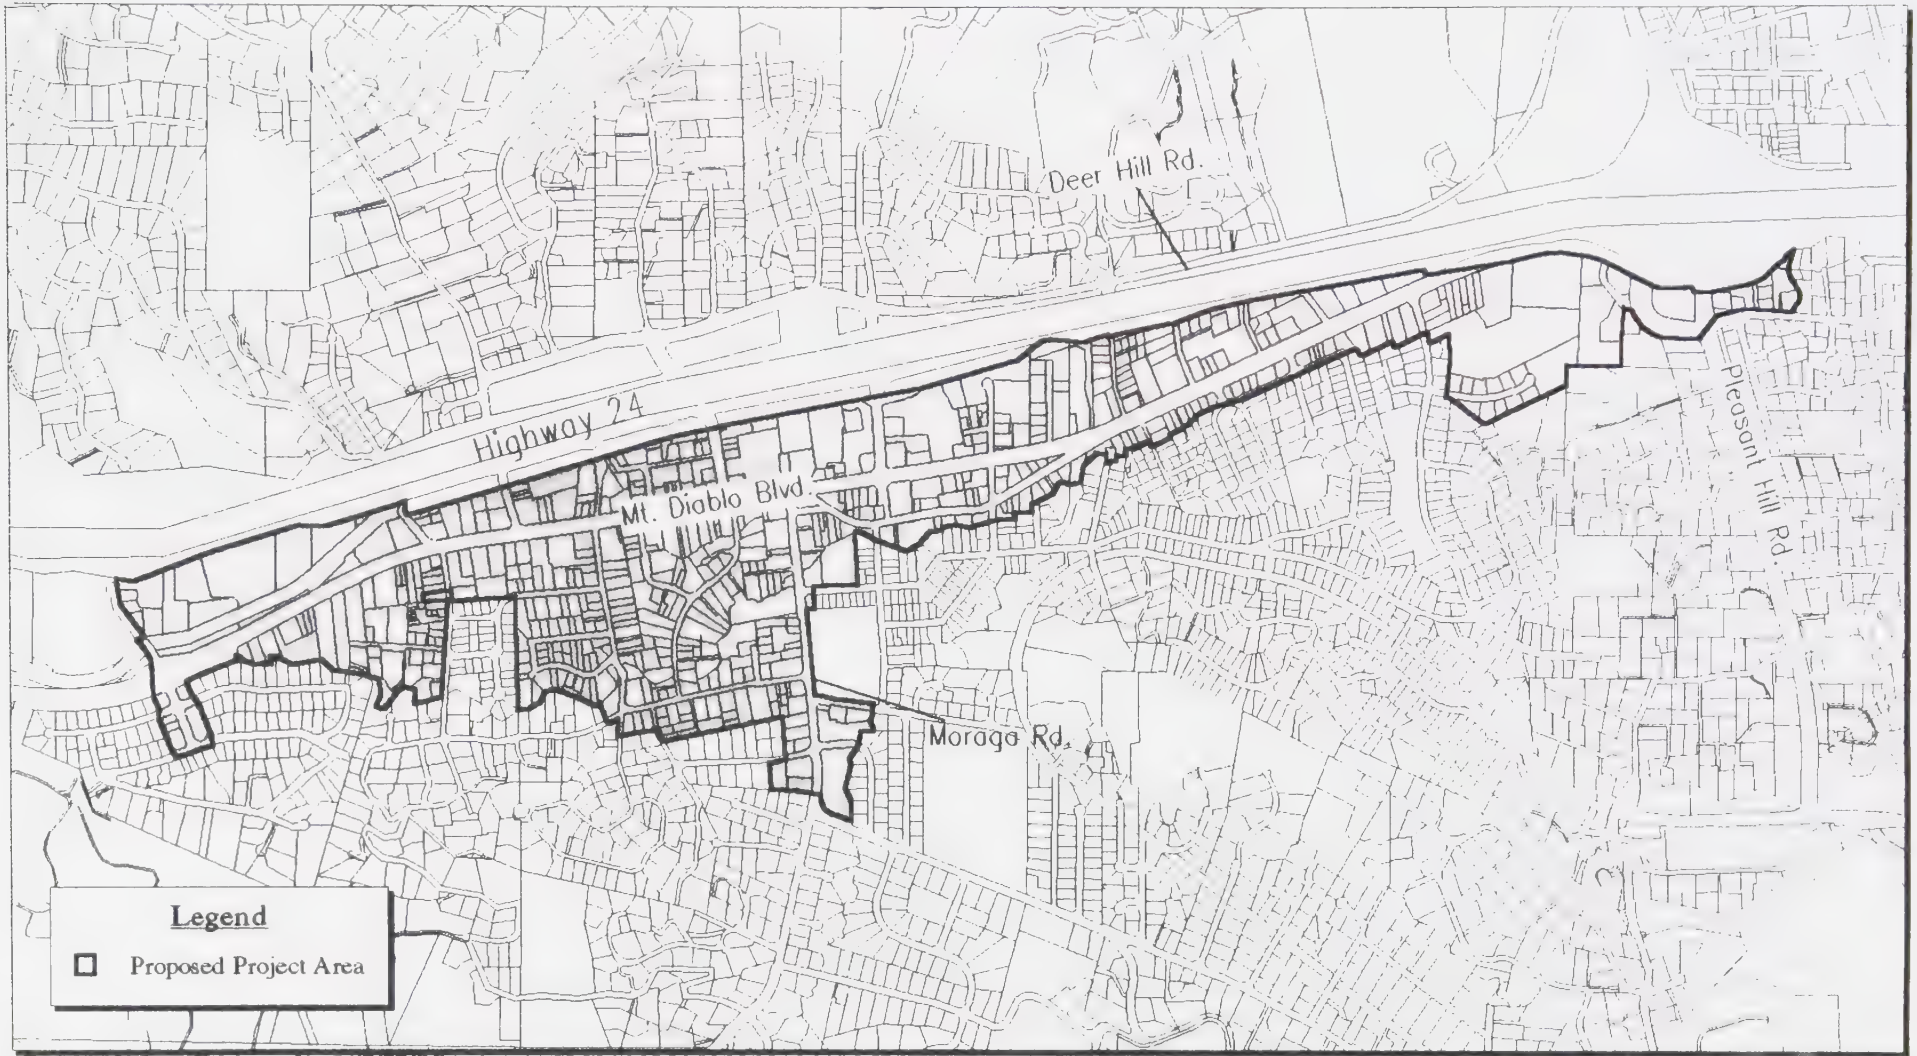 Deer Hill Rd.
Highway 24
Mt. Diablo Blvd.
Pleasant Hill Rd.
Moraga Rd.
Legend
Proposed Project Area